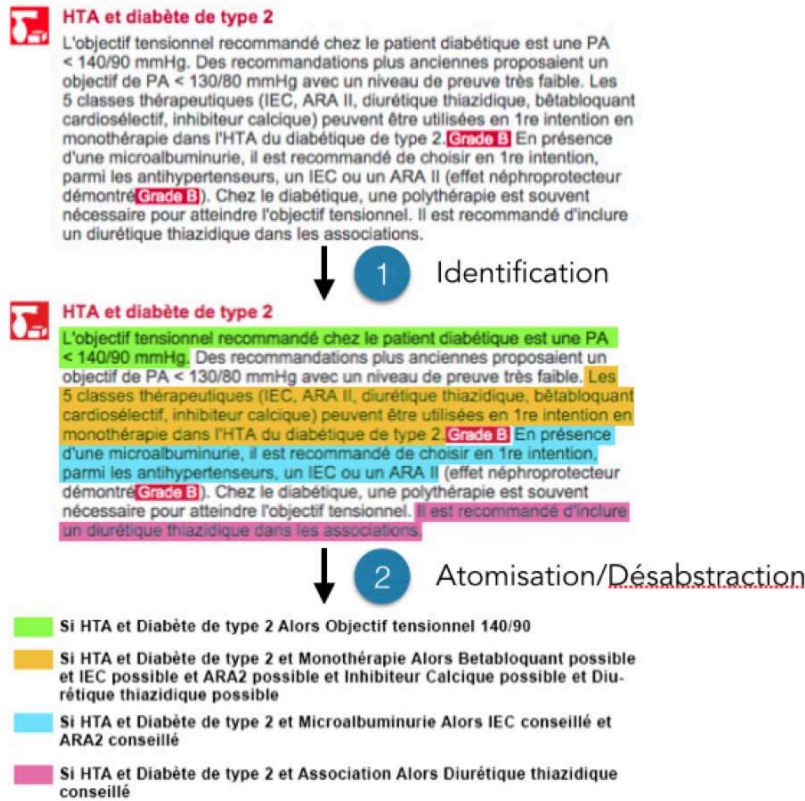 HTA et diabète de type 2
L'objectif tensionnel recommandé chez le patient diabétique est une PA
< 140/90 mmHg. Des recommandations plus anciennes proposaient un
objectif de PA < 130/80 mmHg avec un niveau de preuve très faible. Les
5 classes thérapeutiques (IEC, ARA II, diurétique thiazidique, bêtabloquant
cardiosélectif, inhibiteur calcique) peuvent être utilisées en 1re intention en
monothérapie dans l'HTA du diabétique de type 2. Grade B En présence
d'une microalbuminurie, il est recommandé de choisir en 1re intention,
parmi les antihypertenseurs, un IEC ou un ARA II (effet néphroprotecteur
démontré Grade B ). Chez le diabétique, une polythérapie est souvent
nécessaire pour atteindre l'objectif tensionnel. Il est recommandé d'inclure
un diurétique thiazidique dans les associations.
1 Identification
HTA et diabète de type 2
L'objectif tensionnel recommandé chez le patient diabétique est une PA
< 140/90 mmHg. Des recommandations plus anciennes proposaient un
objectif de PA < 130/80 mmHg avec un niveau de preuve très faible. Les
5 classes thérapeutiques (IEC, ARA II, diurétique thiazidique, bêtabloquant
cardiosélectif, inhibiteur calcique) peuvent être utilisées en 1re intention en
monothérapie dans l'HTA du diabétique de type 2. Grade B En présence
d'une microalbuminurie, il est recommandé de choisir en 1re intention,
parmi les antihypertenseurs, un IEC ou un ARA II (effet néphroprotecteur
démontré Grade B ). Chez le diabétique, une polythérapie est souvent
nécessaire pour atteindre l'objectif tensionnel. Il est recommandé d'inclure
un diurétique thiazidique dans les associations.
2 Atomisation/Désabstraction
Si HTA et Diabète de type 2 Alors Objectif tensionnel 140/90
Si HTA et Diabète de type 2 et Monothérapie Alors Betabloquant possible
et IEC possible et ARA2 possible et Inhibiteur Calcique possible et Diu-
rétique thiazidique possible
Si HTA et Diabète de type 2 et Microalbuminurie Alors IEC conseillé et
ARA2 conseillé
Si HTA et Diabète de type 2 et Association Alors Diurétique thiazidique
conseillé